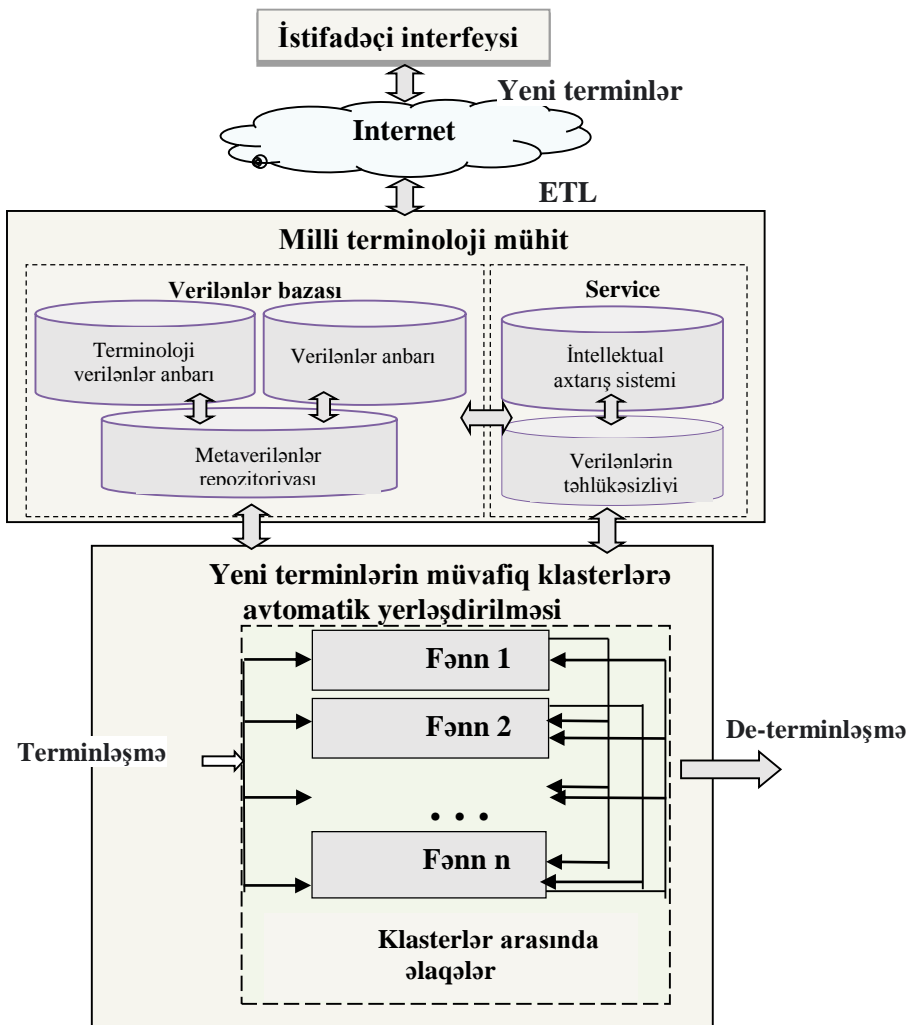 İstifadəçi interfeysi
Yeni terminlər
Internet
ETL
Milli terminoloji mühit
Verilənlər bazası
Service
Terminoloji
verilənlər anbarı
Verilənlər anbarı
İntellektual
axtarış sistemi
Metaverilənlər
repozitoriyası
Verilənlərin
təhlükəsizliyi
Yeni terminlərin müvafiq klasterlərə
avtomatik yerləşdirilməsi
Fənn 1
Fənn 2
Terminləşmə
De-terminləşmə
. . .
Fənn n
Klasterlər arasında
əlaqələr